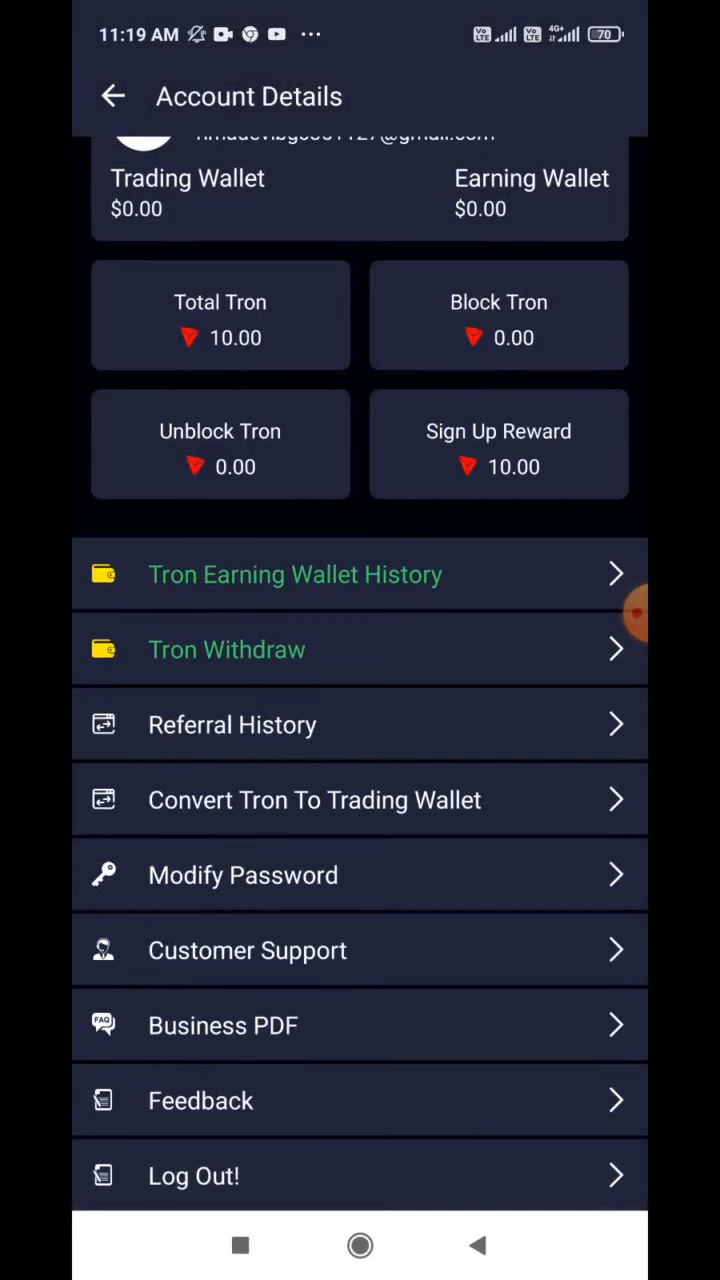 11:19 AM
70
Account Details
Trading Wallet
Earning Wallet
$0.00
$0.00
Total Tron
Block Tron
10.00
0.00
Unblock Tron
Sign Up Reward
0.00
10.00
Tron Earning Wallet History
Tron Withdraw
Referral History
Convert Tron To Trading Wallet
Modify Password
Customer Support
FAQ
Business PDF
Feedback
Log Out!